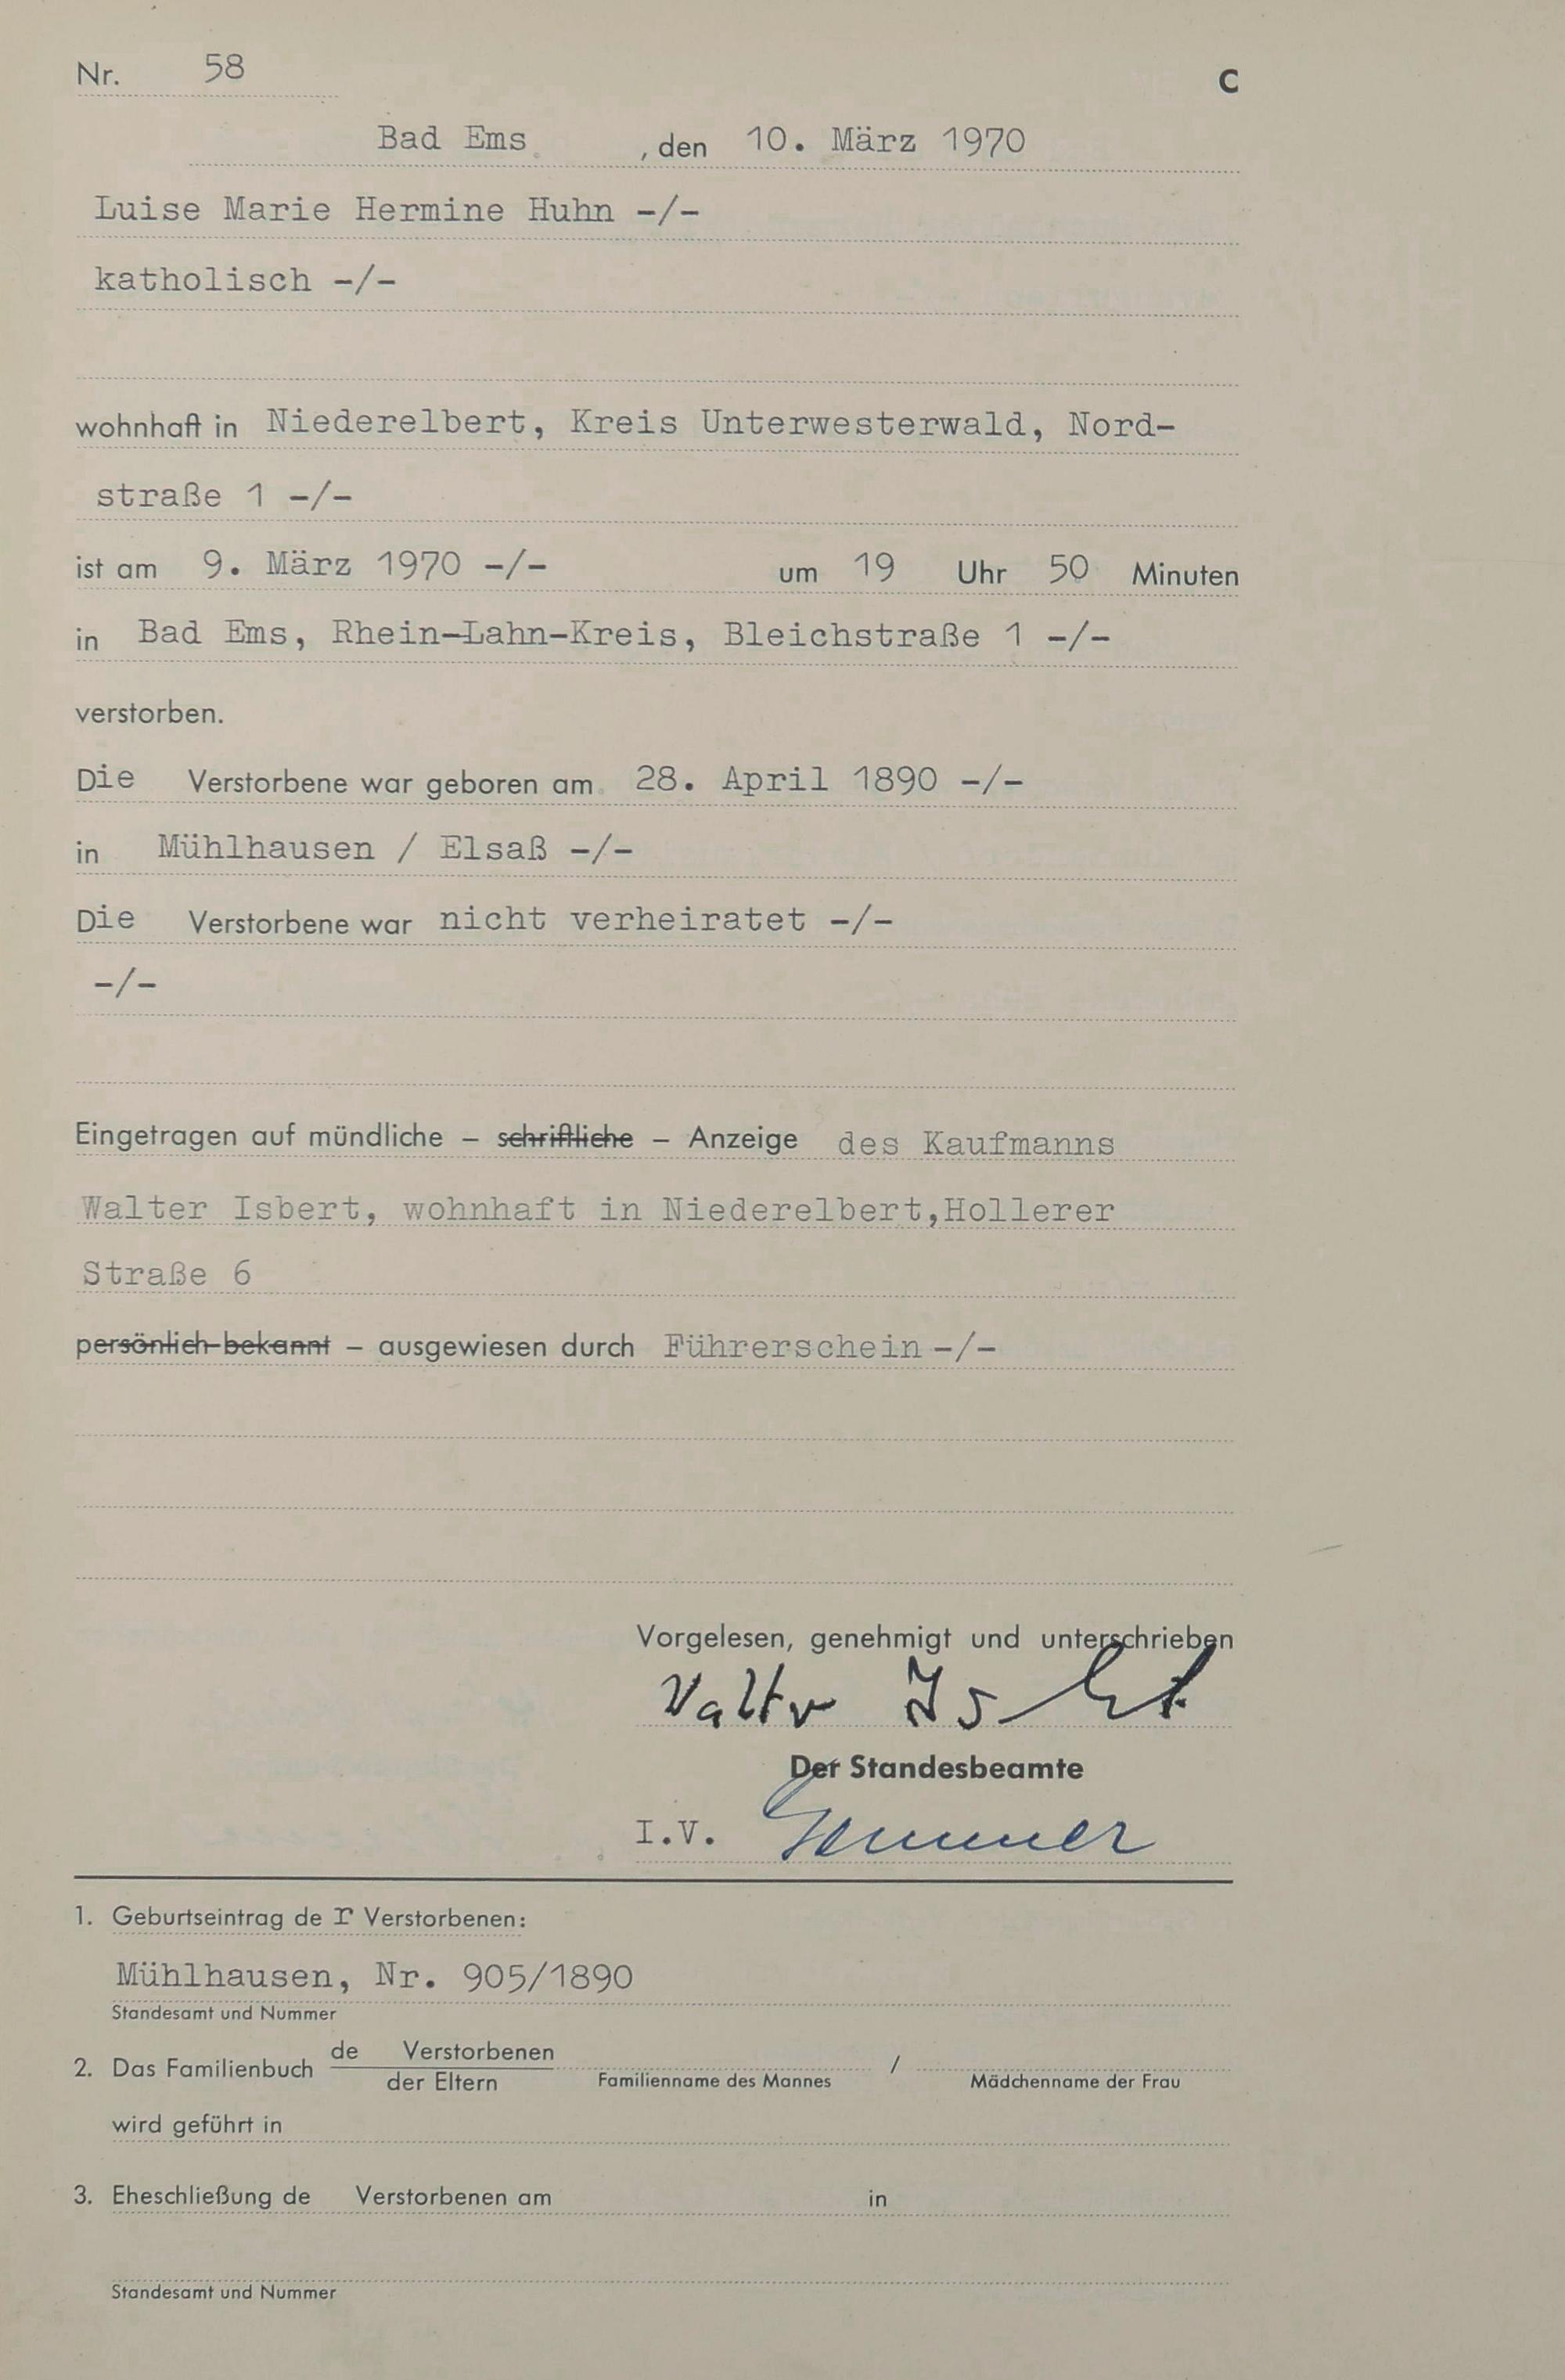 Nr. 58
C
Bad Ems , den 10. März 1970
Luise Marie Hermine Huhn -/-
katholisch -/-
wohnhaft in Niederelbert, Kreis Unterwesterwald, Nord-
straße 1 -/-
ist am 9. März 1970 -/- um 19 Uhr 50 Minuten
in Bad Ems, Rhein-Lahn-Kreis, Bleichstraße 1 -/-
verstorben.
Die Verstorbene war geboren am 28. April 1890 -/-
in Mühlhausen / Elsaß -/-
Die Verstorbene war nicht verheiratet -/-
-/-
Eingetragen auf mündliche – schriftliche – Anzeige des Kaufmanns
Walter Isbert, wohnhaft in Niederelbert,Hollerer
Straße 6
persönlich bekannt – ausgewiesen durch Führerschein -/-
Vorgelesen, genehmigt und unterschrieben
Walter Isbert
Der Standesbeamte
I.V.
1. Geburtseintrag de r Verstorbenen:
Mühlhausen, Nr. 905/1890
Standesamt und Nummer
de Verstorbenen
2. Das Familienbuch /
der Eltern Familienname des Mannes Mädchenname der Frau
wird geführt in
3. Eheschließung de Verstorbenen am in
Standesamt und Nummer